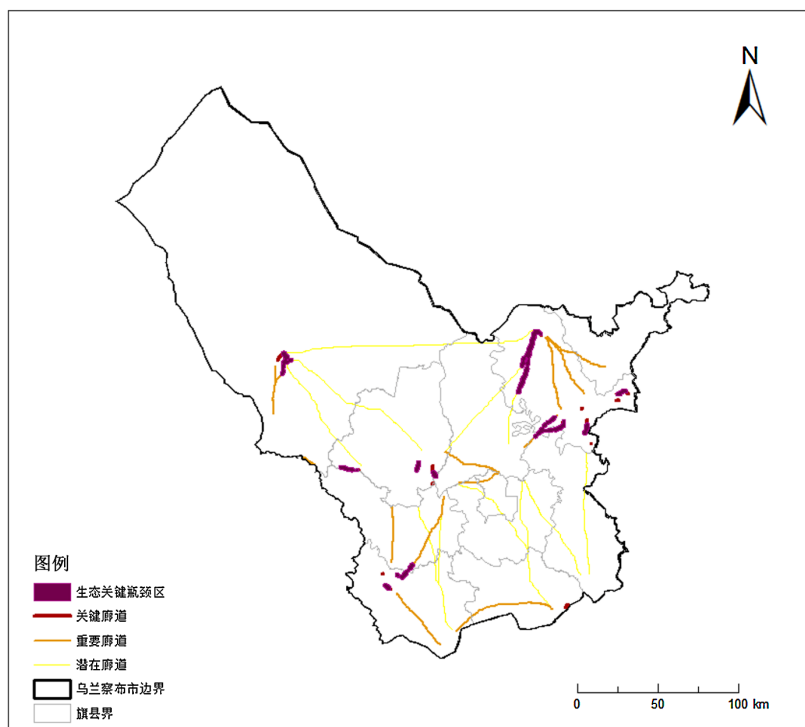 N
图例
生态关键瓶颈区
关键廊道
重要廊道
潜在廊道
乌兰察布市边界
旗县界
0 50 100 km